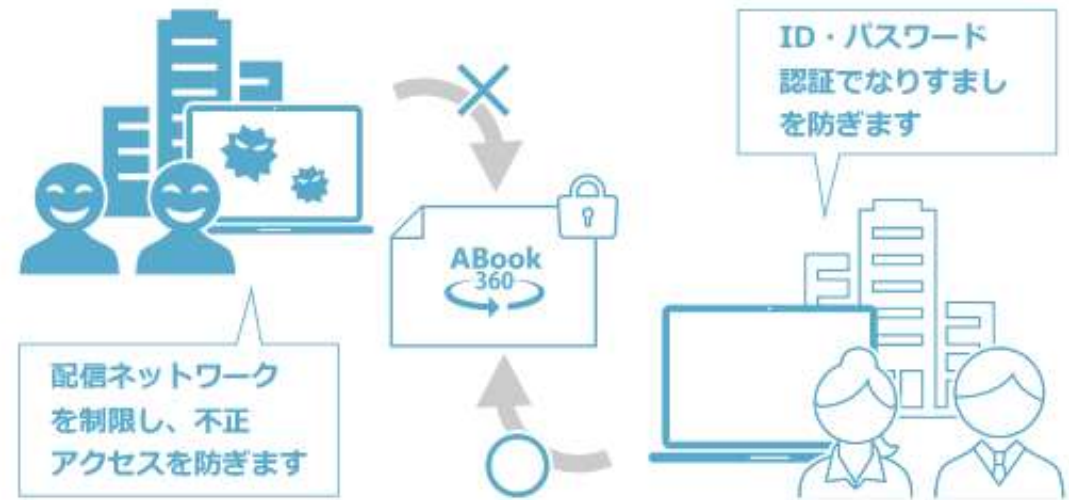 ID・パスワード
認証でなりすまし
を防ぎます
ABook
360
配信ネットワーク
を制限し、不正
アクセスを防ぎます